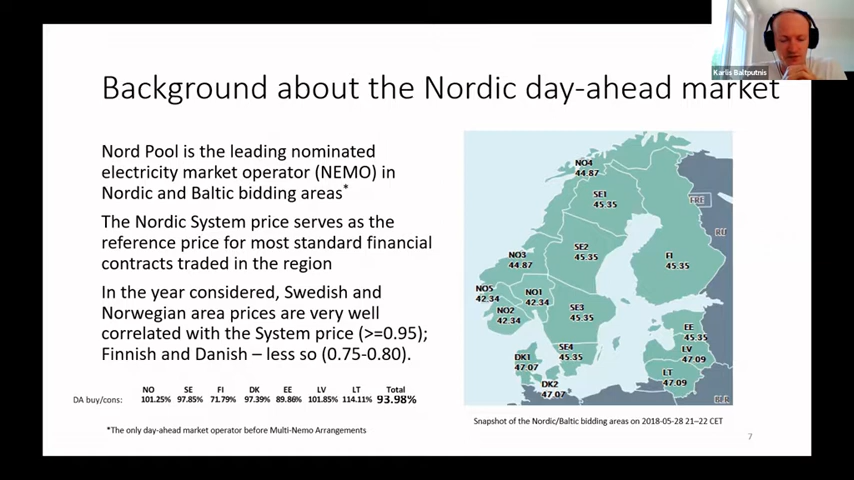 Karlis Baltputnis
Background about the Nordic day-ahead market
Nord Pool is the leading nominated
electricity market operator (NEMO) in
Nordic and Baltic bidding areas*
The Nordic System price serves as the
reference price for most standard financial
contracts traded in the region
In the year considered, Swedish and
Norwegian area prices are very well
correlated with the System price (>=0.95);
Finnish and Danish – less so (0.75-0.80).
NO SE FI DK EE LV LT Total
DA buy/cons: 101.25% 97.85% 71.79% 97.39% 89.86% 101.85% 114.11% 93.98%
*The only day-ahead market operator before Multi-Nemo Arrangements
NO4
44.87
SE1
45.35
FRE
RU
NO3
44.87
SE2
45.35
FI
45.35
NO5
42.34
NO1
42.34
NO2
42.34
SE3
45.35
EE
45.35
SE4
45.35
LV
47.09
DK1
47.07
LT
47.09
DK2
47.07
BER
Snapshot of the Nordic/Baltic bidding areas on 2018-05-28 21–22 CET
7